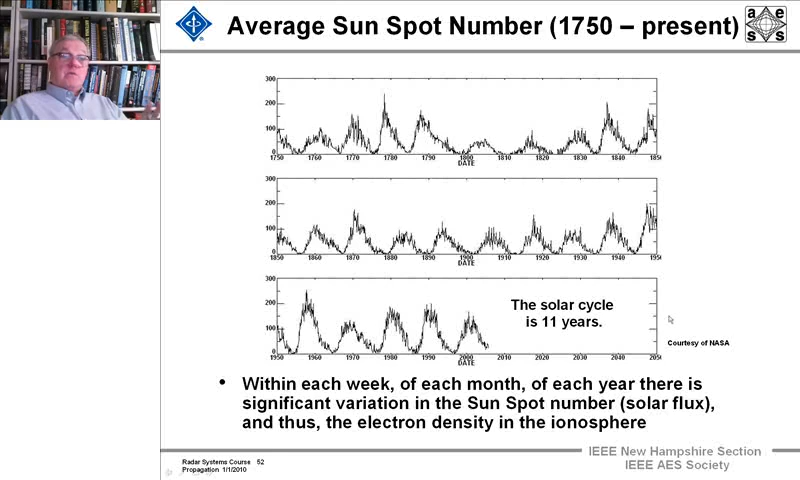 Average Sun Spot Number (1750 – present)
a e
s s
300
200
100
0
1750 1760 1770 1780 1790 1800 1810 1820 1830 1840 185
DATE
300
200
100
0
1850 1860 1870 1880 1890 1900 1910 1920 1930 1940 195
DATE
300
200
100
0
1950 1960 1970 1980 1990 2000 2010 2020 2030 2040 205
DATE
The solar cycle
is 11 years.
Courtesy of NASA
• Within each week, of each month, of each year there is
significant variation in the Sun Spot number (solar flux),
and thus, the electron density in the ionosphere
Radar Systems Course 52
Propagation 1/1/2010
IEEE New Hampshire Section
IEEE AES Society